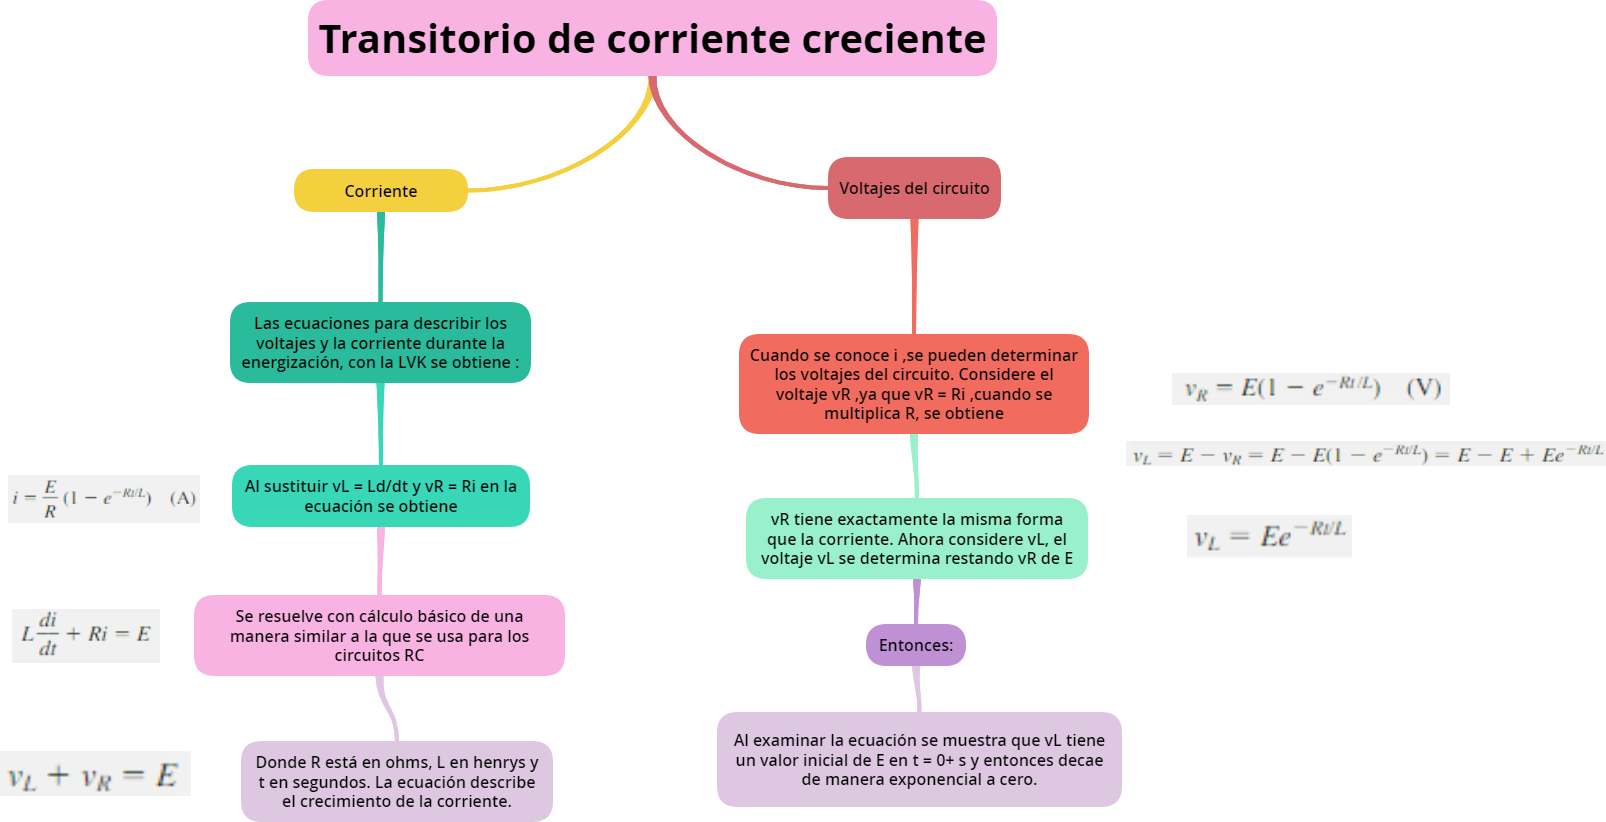 Transitorio de corriente creciente
Corriente
Las ecuaciones para describir los
voltajes y la corriente durante la
energización, con la LVK se obtiene :
Al sustituir vL = Ld/dt y vR = Ri en la
ecuación se obtiene
i = E/R (1 − e^{−Rt/L}) (A)
Se resuelve con cálculo básico de una
manera similar a la que se usa para los
circuitos RC
L di/dt + Ri = E
Donde R está en ohms, L en henrys y
t en segundos. La ecuación describe
el crecimiento de la corriente.
v_L + v_R = E
Voltajes del circuito
Cuando se conoce i ,se pueden determinar
los voltajes del circuito. Considere el
voltaje vR ,ya que vR = Ri ,cuando se
multiplica R, se obtiene
v_R = E(1 − e^{−Rt/L}) (V)
v_L = E − v_R = E − E(1 − e^{−Rt/L}) = E − E + Ee^{−Rt/L}
vR tiene exactamente la misma forma
que la corriente. Ahora considere vL, el
voltaje vL se determina restando vR de E
v_L = Ee^{−Rt/L}
Entonces:
Al examinar la ecuación se muestra que vL tiene
un valor inicial de E en t = 0+ s y entonces decae
de manera exponencial a cero.